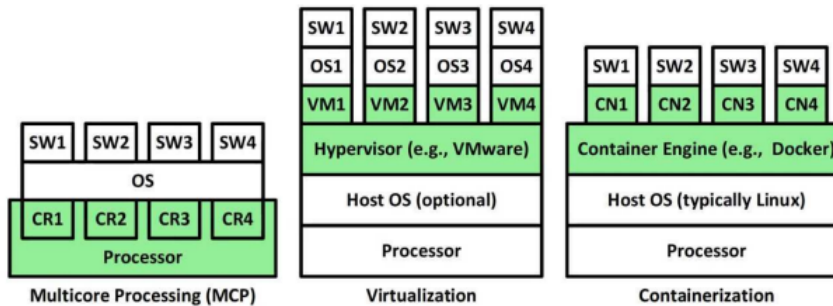 SW1 SW2 SW3 SW4
OS
CR1 CR2 CR3 CR4
Processor
Multicore Processing (MCP)
SW1 SW2 SW3 SW4
OS1 OS2 OS3 OS4
VM1 VM2 VM3 VM4
Hypervisor (e.g., VMware)
Host OS (optional)
Processor
Virtualization
SW1 SW2 SW3 SW4
CN1 CN2 CN3 CN4
Container Engine (e.g., Docker)
Host OS (typically Linux)
Processor
Containerization